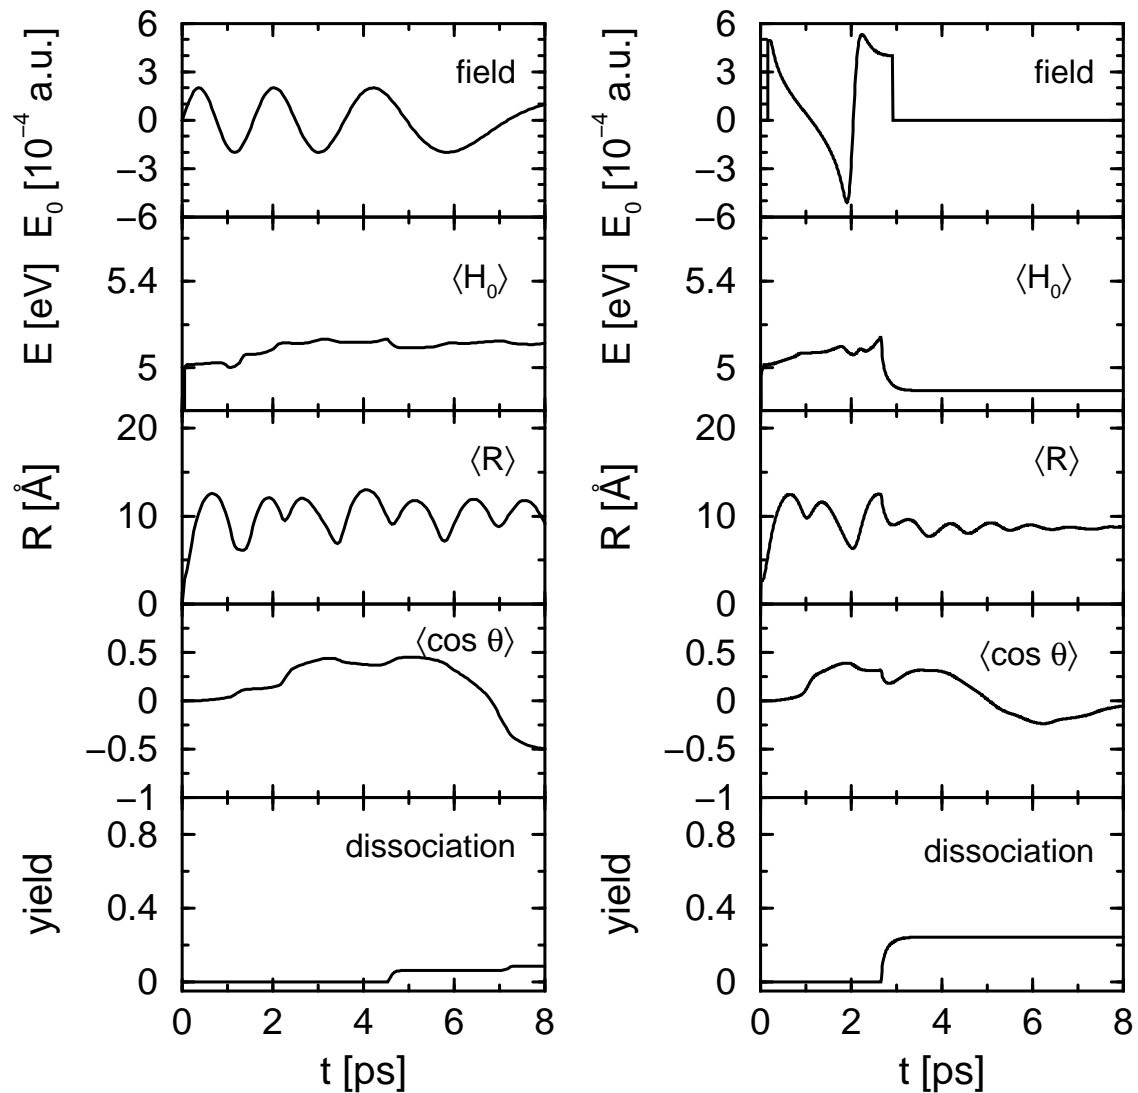 E₀ [10⁻⁴ a.u.]
6
3
0
−3
−6
field
E [eV]
5.4
5
⟨H₀⟩
R [Å]
20
10
0
⟨R⟩
0.5
0
−0.5
−1
⟨cos θ⟩
yield
0.8
0.4
0
dissociation
0 2 4 6 8
t [ps]
E₀ [10⁻⁴ a.u.]
6
3
0
−3
−6
field
E [eV]
5.4
5
⟨H₀⟩
R [Å]
20
10
0
⟨R⟩
0.5
0
−0.5
−1
⟨cos θ⟩
yield
0.8
0.4
0
dissociation
0 2 4 6 8
t [ps]